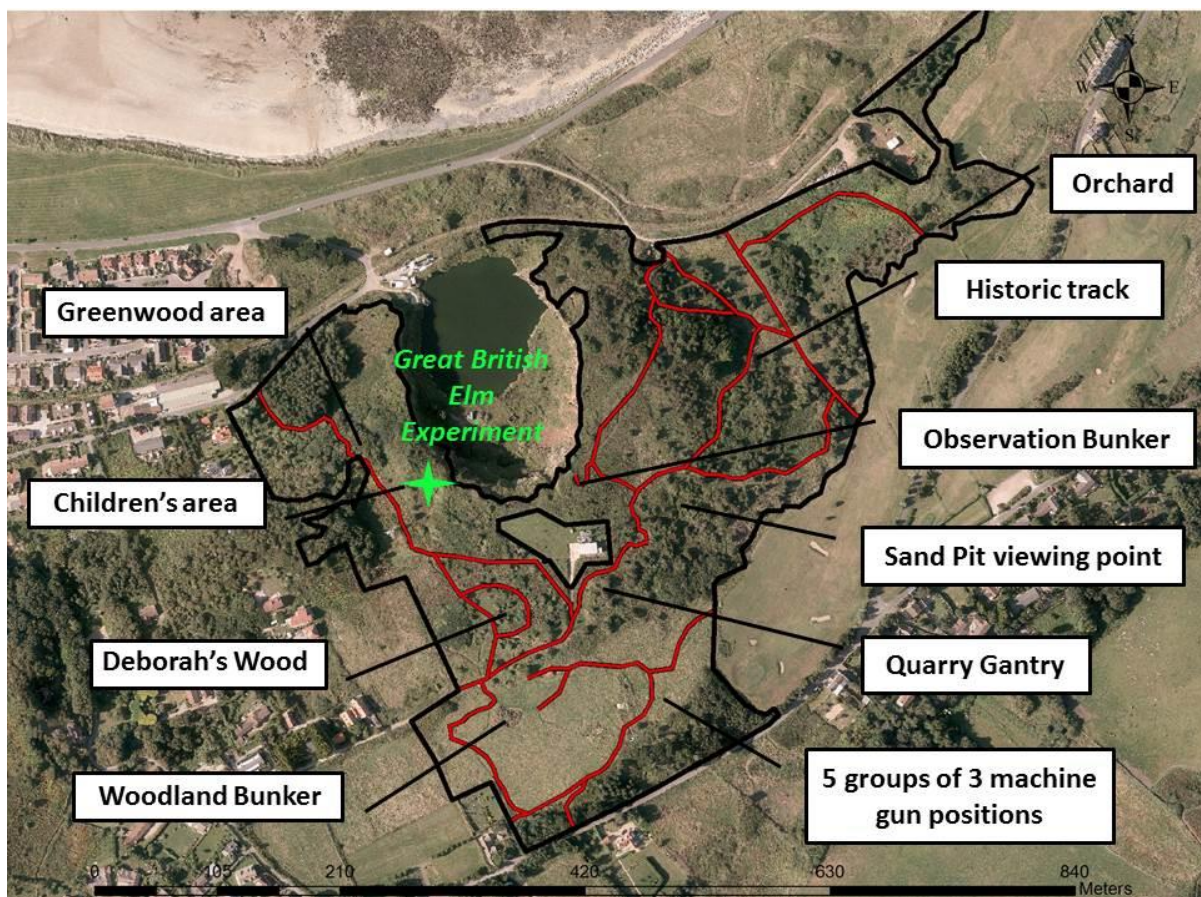 N
W
E
S
Orchard
Historic track
Greenwood area
Great British
Elm
Experiment
Observation Bunker
Children's area
Sand Pit viewing point
Deborah's Wood
Quarry Gantry
Woodland Bunker
5 groups of 3 machine
gun positions
0 105 210 420 630 840
Meters